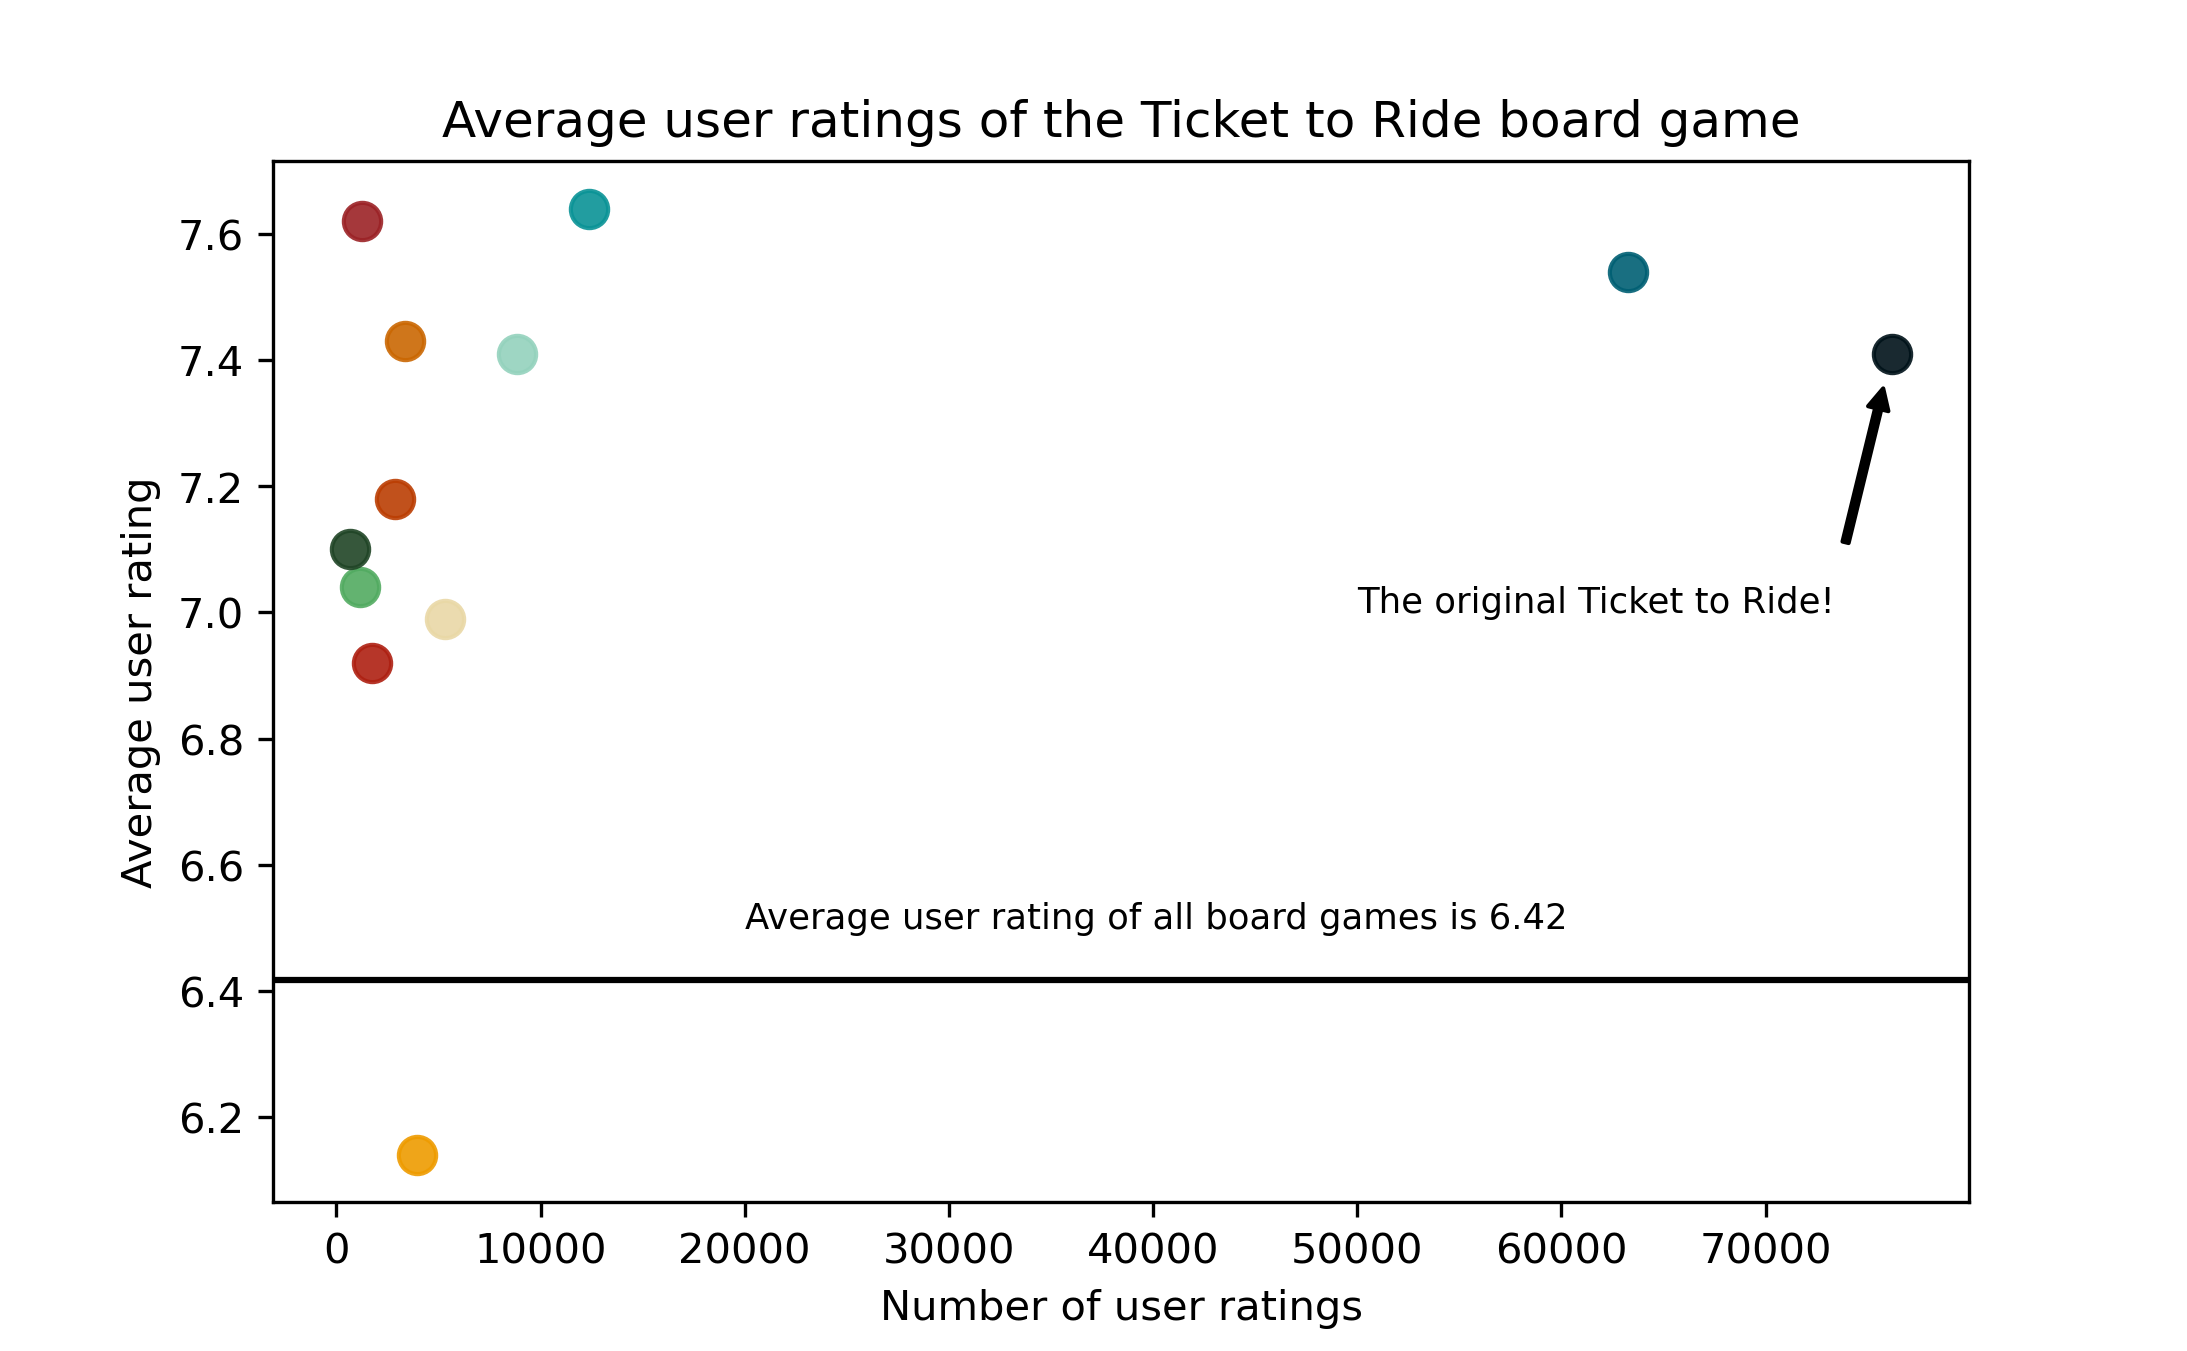 Average user ratings of the Ticket to Ride board game
Average user rating
7.6
7.4
7.2
7.0
6.8
6.6
6.4
6.2
The original Ticket to Ride!
Average user rating of all board games is 6.42
0 10000 20000 30000 40000 50000 60000 70000
Number of user ratings